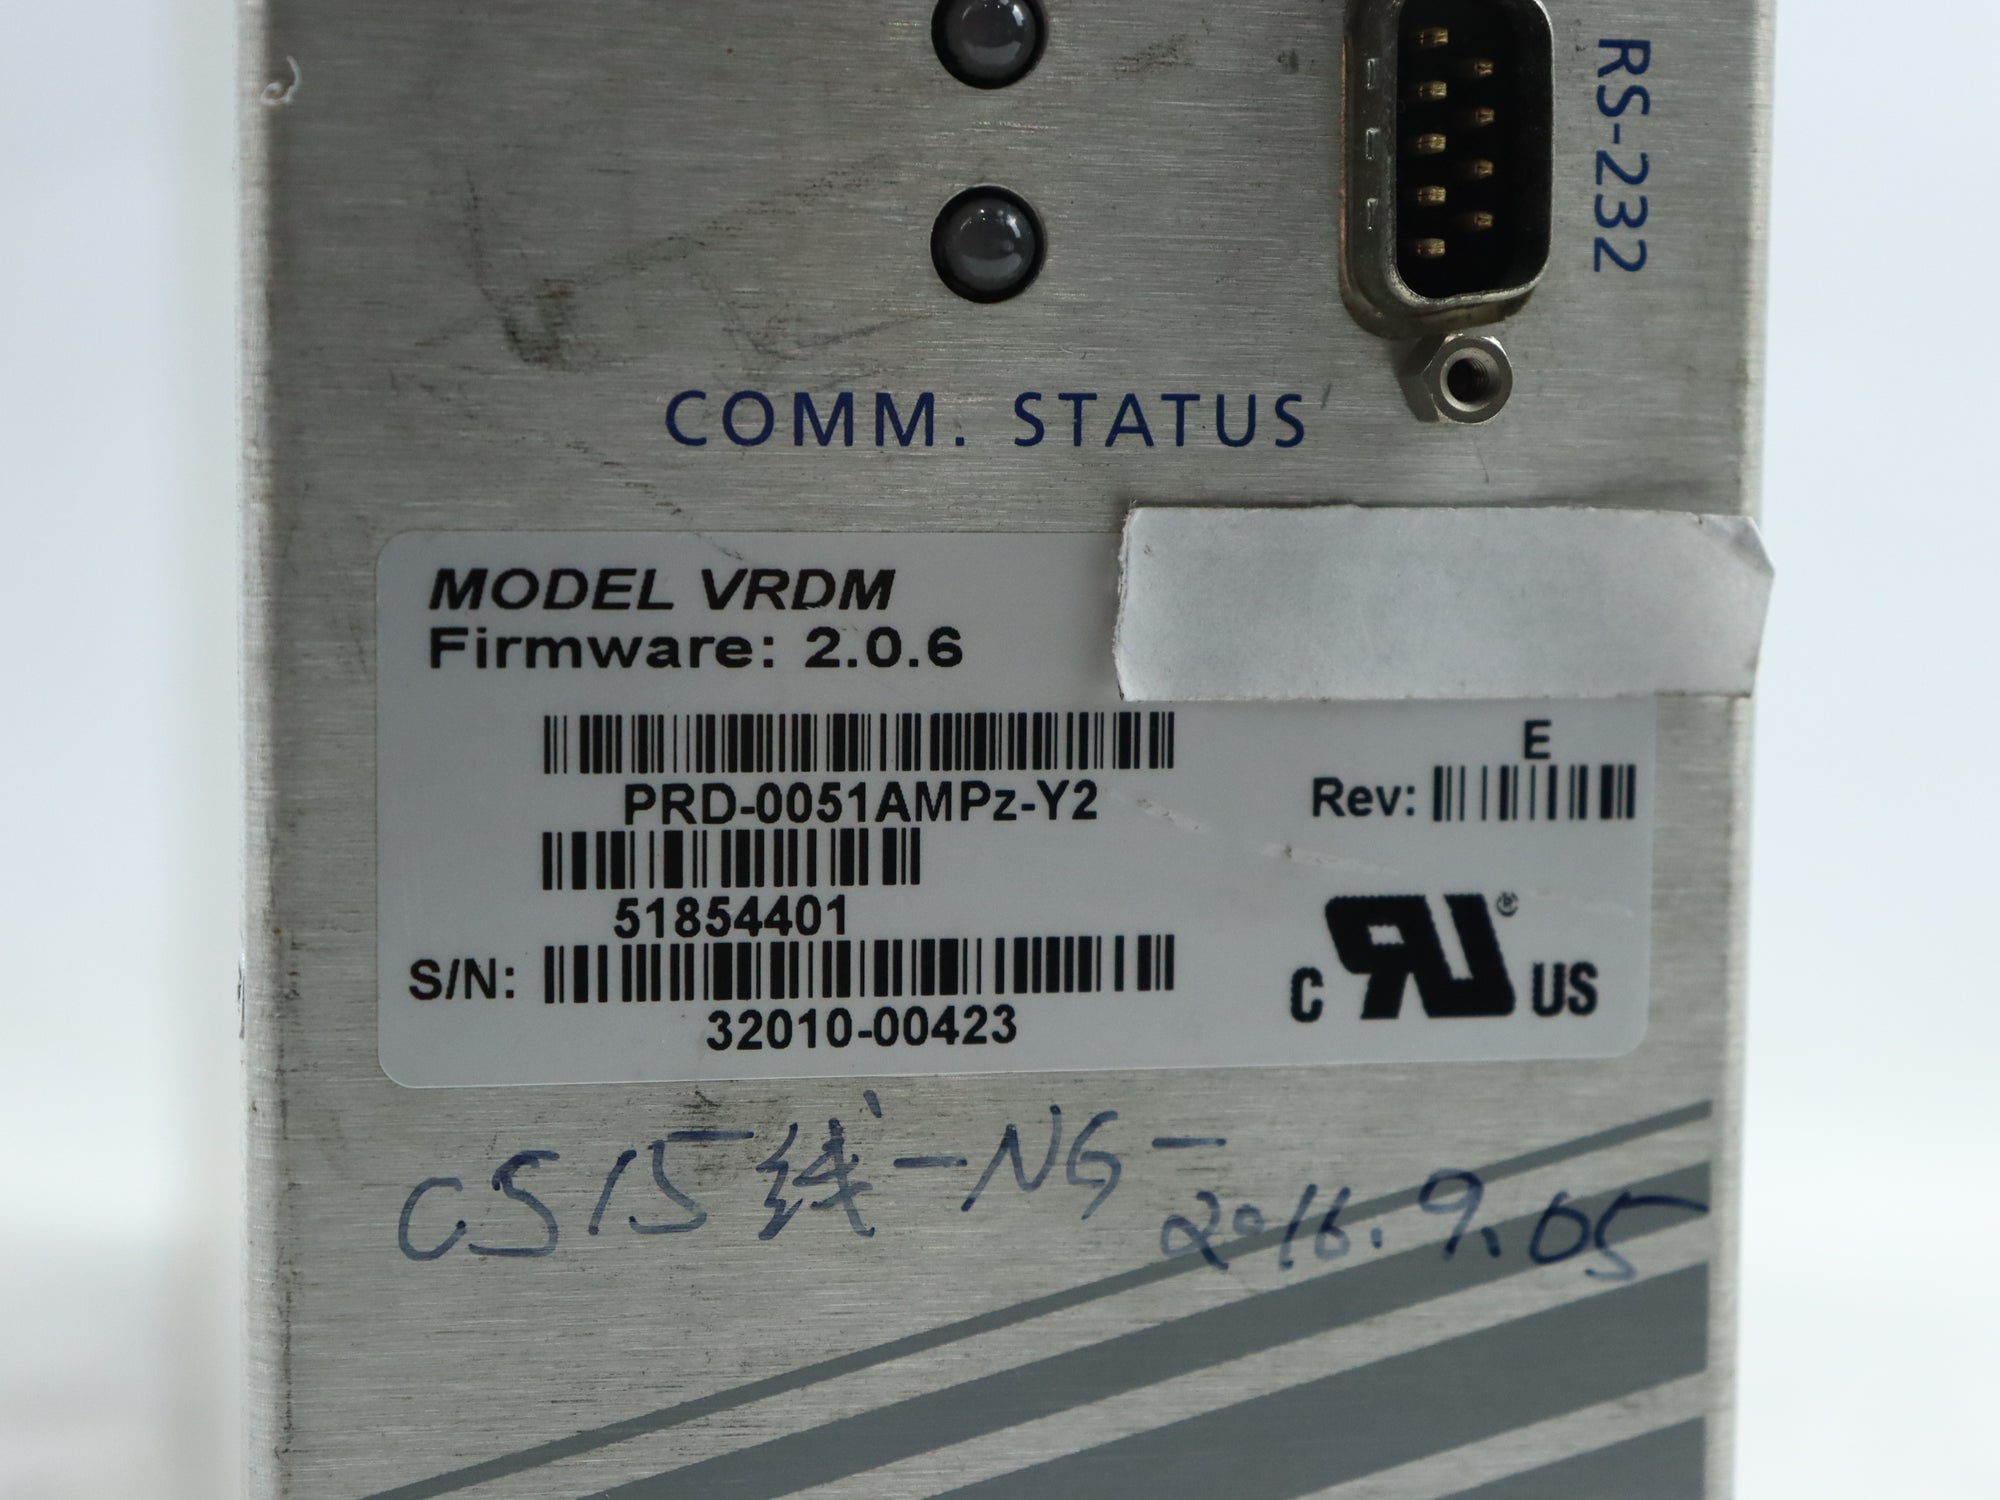 RS-232
COMM. STATUS
MODEL VRDM
Firmware: 2.0.6
PRD-0051AMPz-Y2
E
Rev:
51854401
S/N:
32010-00423
C RU® US
CS15线-NG-
2016.9.05